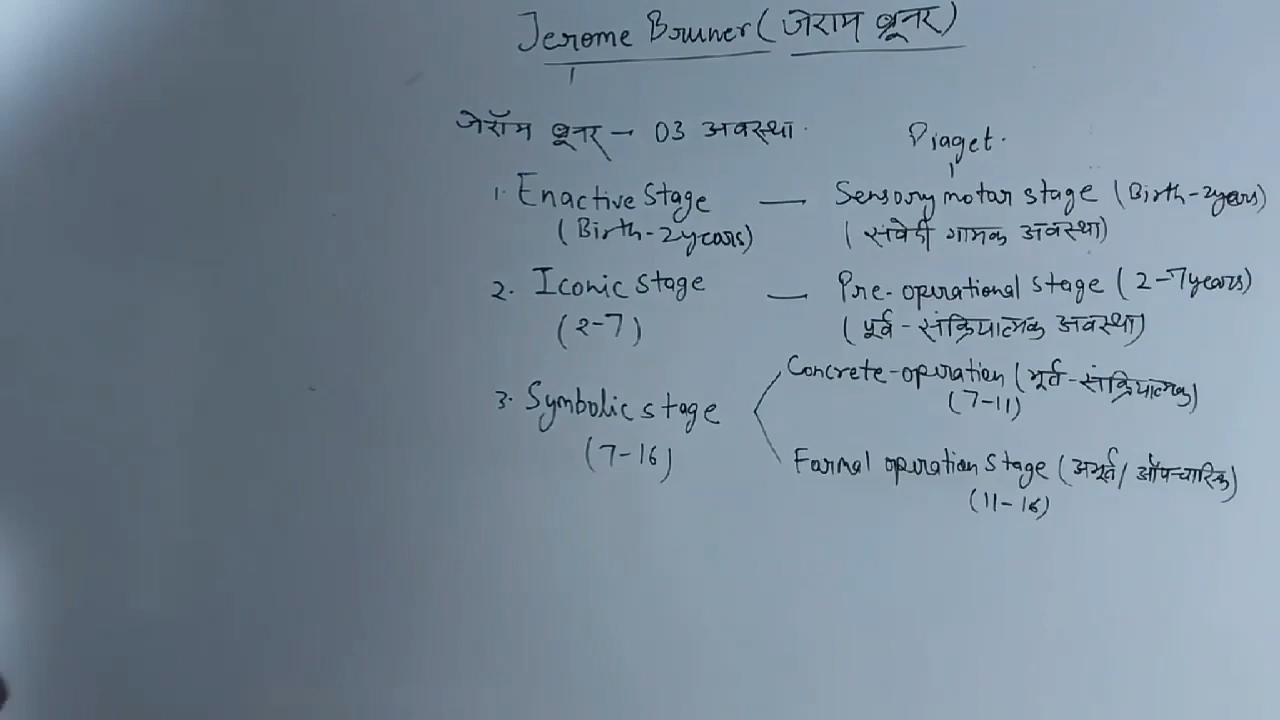 Jerome Bruner (जेराम ब्रूनर)
जेरॉम ब्रूनर - 03 अवस्था.
Piaget.
1. Enactive Stage — Sensory motar stage (Birth-2years)
(Birth-2years) (संवेदी गामक अवस्था)
2. Iconic Stage — Pre-operational Stage (2-7years)
(2-7) (पूर्व-संक्रियात्मक अवस्था)
Concrete-operation (मूर्त-संक्रियात्मक)
(7-11)
3. Symbolic stage
(7-16) Farmal operation Stage (अमूर्त/औपचारिक)
(11-16)